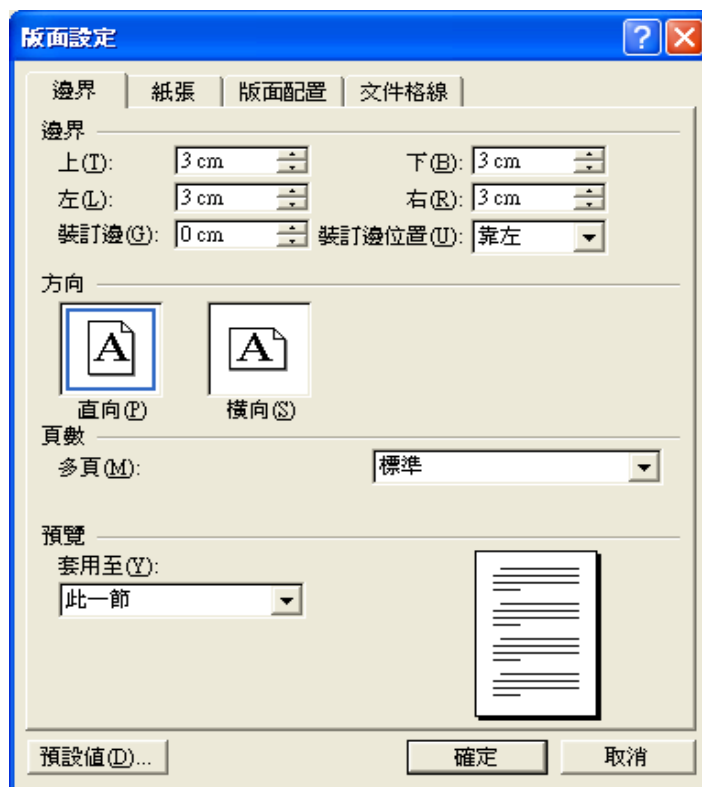 版面設定
邊界 紙張 版面配置 文件格線
邊界
上(T): 3 cm 下(B): 3 cm
左(L): 3 cm 右(R): 3 cm
裝訂邊(G): 0 cm 裝訂邊位置(U): 靠左
方向
A A
直向(P) 橫向(S)
頁數
多頁(M): 標準
預覽
套用至(Y):
此一節
預設值(D)... 確定 取消